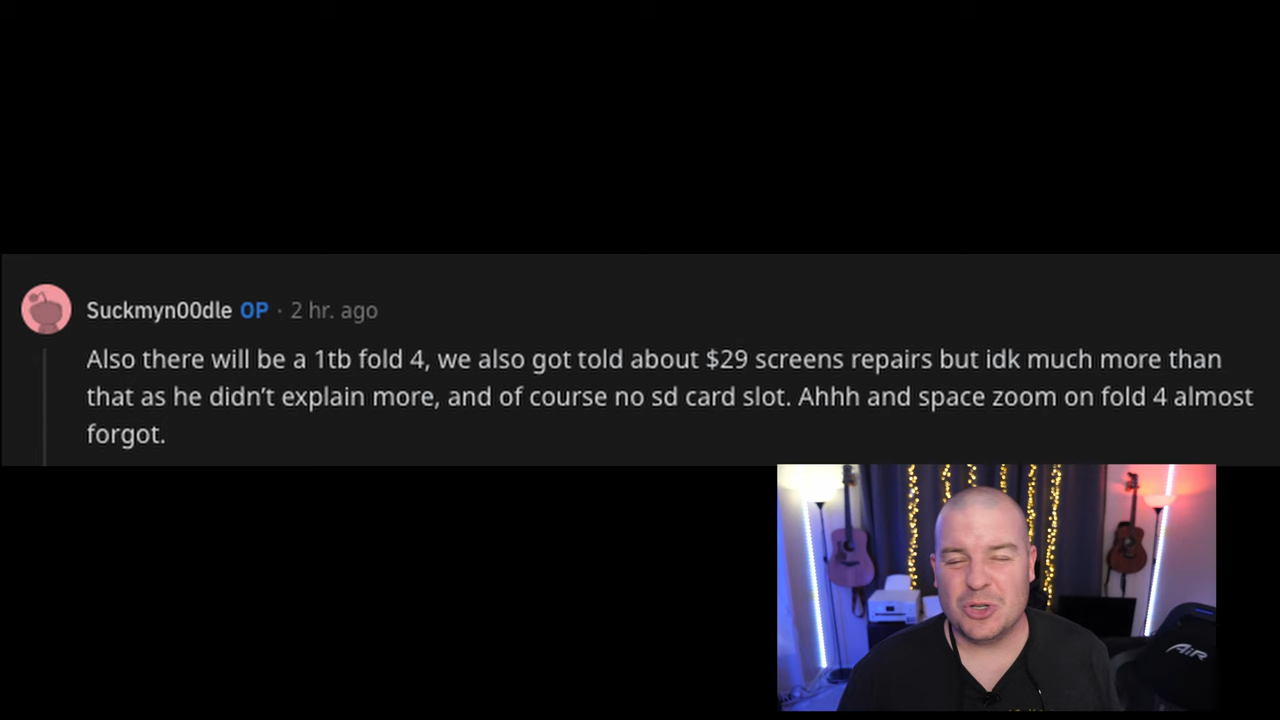 Suckmyn00dle OP · 2 hr. ago
Also there will be a 1tb fold 4, we also got told about $29 screens repairs but idk much more than
that as he didn’t explain more, and of course no sd card slot. Ahhh and space zoom on fold 4 almost
forgot.
AIR